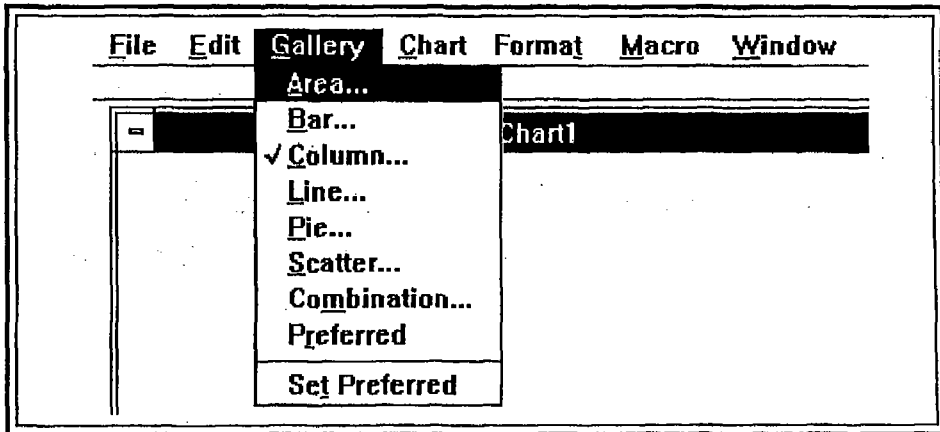 File Edit Gallery Chart Format Macro Window
Area...
Bar...
Chart1
√ Column...
Line...
Pie...
Scatter...
Combination...
Preferred
Set Preferred